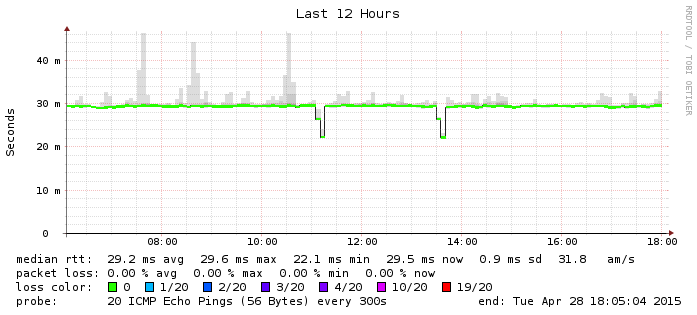 Last 12 Hours
RRDTOOL / TOBI OETIKER
Seconds
40 m
30 m
20 m
10 m
0
08:00 10:00 12:00 14:00 16:00 18:00
median rtt: 29.2 ms avg 29.6 ms max 22.1 ms min 29.5 ms now 0.9 ms sd 31.8 am/s
packet loss: 0.00 % avg 0.00 % max 0.00 % min 0.00 % now
loss color: 0 1/20 2/20 3/20 4/20 10/20 19/20
probe: 20 ICMP Echo Pings (56 Bytes) every 300s end: Tue Apr 28 18:05:04 2015